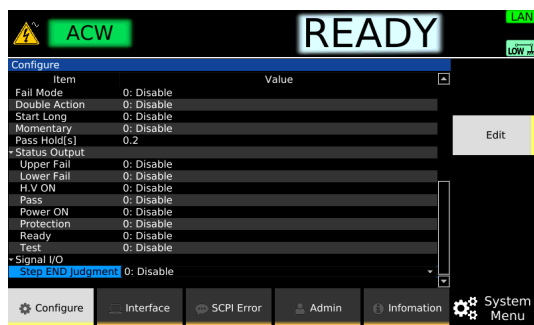 LAN
ACW
READY
LOW
Configure
Item Value
Fail Mode 0: Disable
Double Action 0: Disable
Start Long 0: Disable
Momentary 0: Disable
Pass Hold[s] 0.2
Status Output
Upper Fail 0: Disable
Lower Fail 0: Disable
H.V ON 0: Disable
Pass 0: Disable
Power ON 0: Disable
Protection 0: Disable
Ready 0: Disable
Test 0: Disable
Signal I/O
Step END Judgment 0: Disable
Edit
Configure Interface SCPI Error Admin Infomation
System
Menu